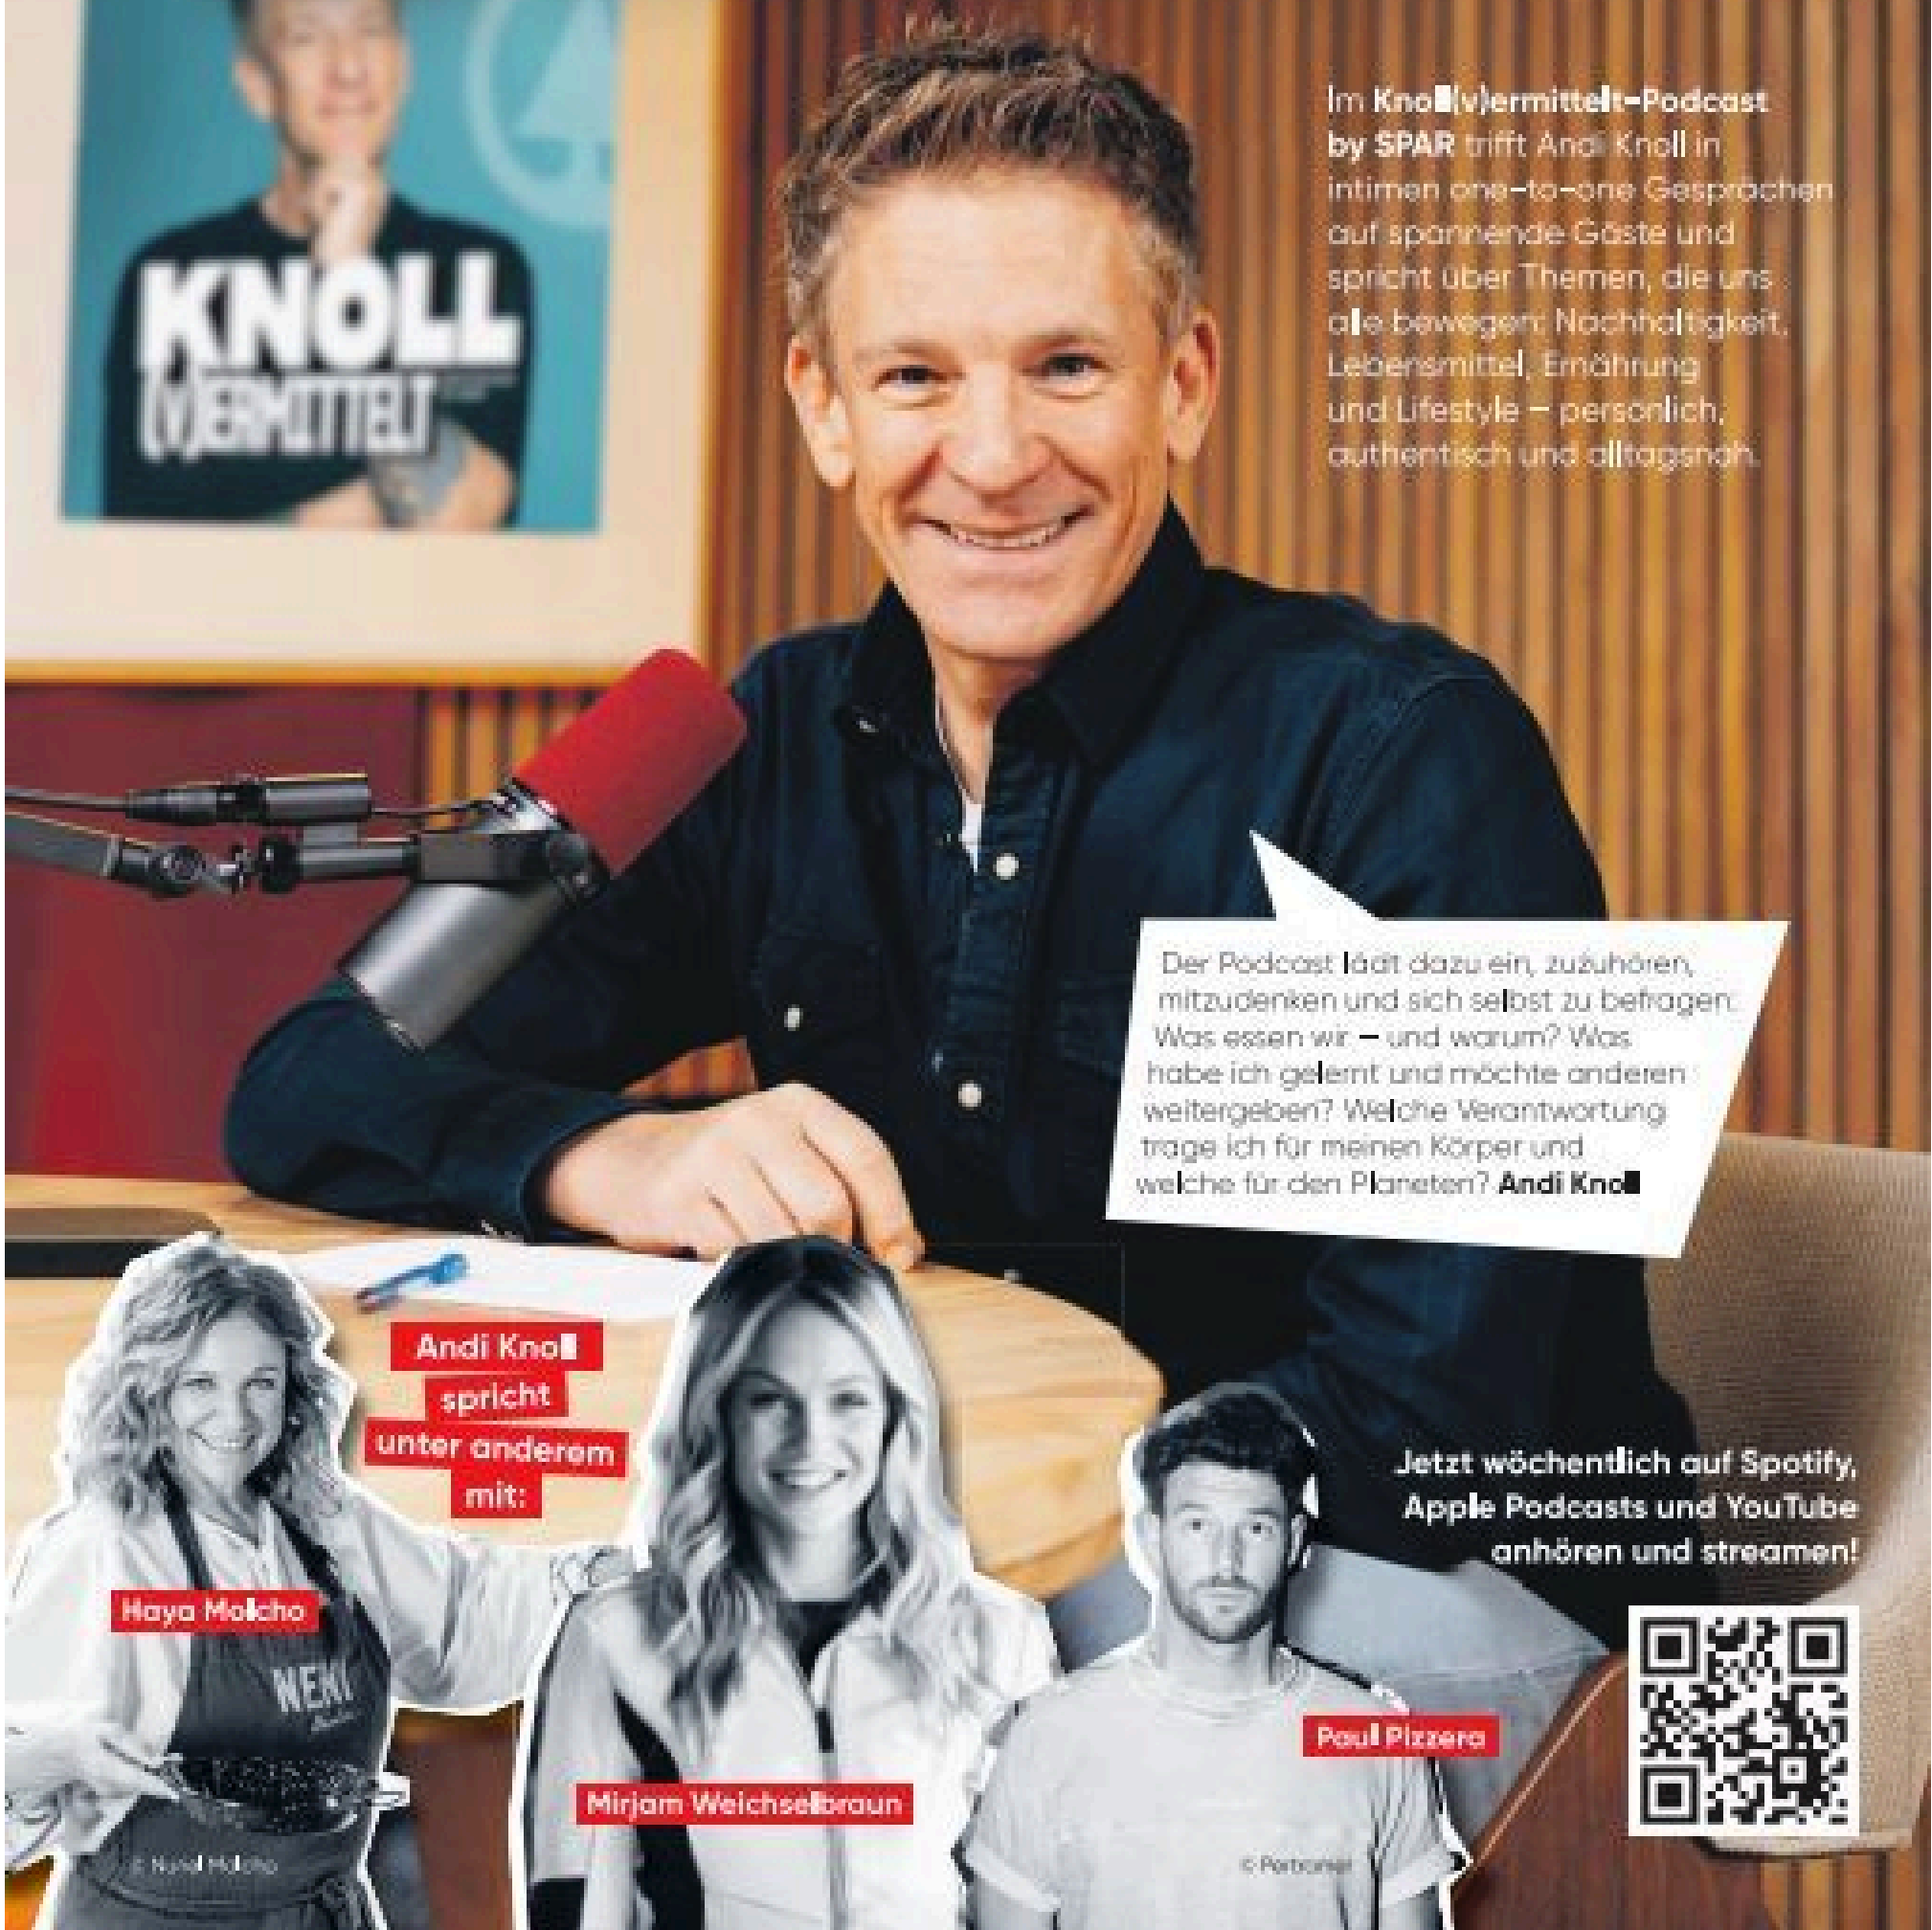 KNOLL
(V)ERMITTELT
Im Knoll(v)ermittelt-Podcast
by SPAR trifft Andi Knoll in
intimen one-to-one Gesprächen
auf spannende Gäste und
spricht über Themen, die uns
alle bewegen: Nachhaltigkeit,
Lebensmittel, Ernährung
und Lifestyle – persönlich,
authentisch und alltagsnah.
Der Podcast lädt dazu ein, zuzuhören,
mitzudenken und sich selbst zu befragen:
Was essen wir – und warum? Was
habe ich gelernt und möchte anderen
weitergeben? Welche Verantwortung
trage ich für meinen Körper und
welche für den Planeten? Andi Knoll
Andi Knoll
spricht
unter anderem
mit:
Haya Molcho
NENI
Mirjam Weichselbraun
Paul Pizzera
Jetzt wöchentlich auf Spotify,
Apple Podcasts und YouTube
anhören und streamen!
© Nuriel Molcho
©